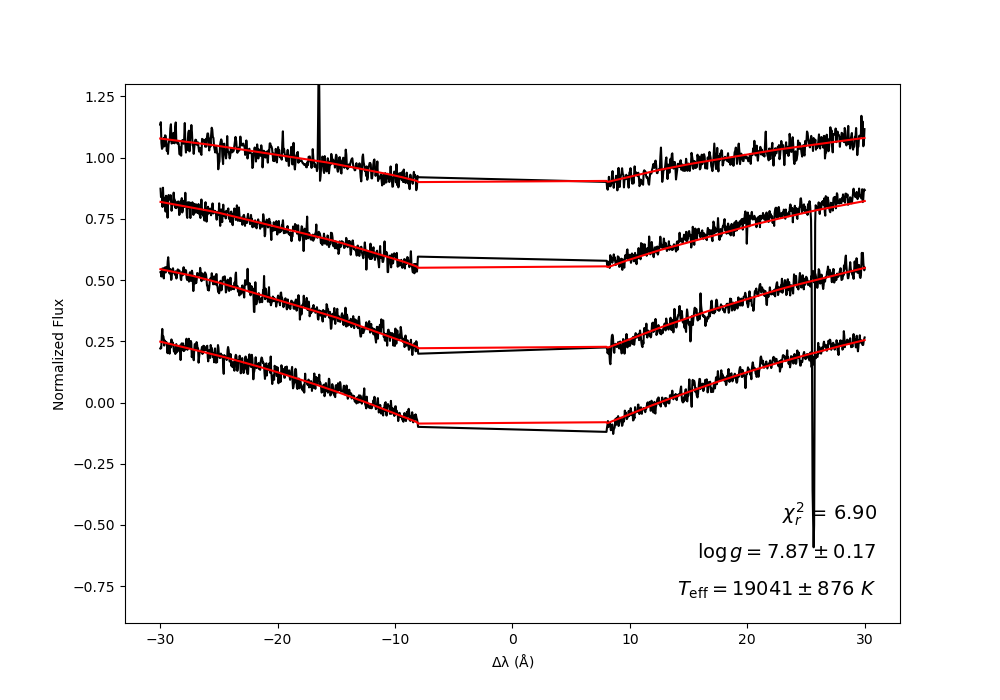 1.25
1.00
0.75
0.50
0.25
0.00
−0.25
−0.50
−0.75
Normalized Flux
χ²ᵣ = 6.90
log g = 7.87 ± 0.17
T_eff = 19041 ± 876 K
−30 −20 −10 0 10 20 30
Δλ (Å)